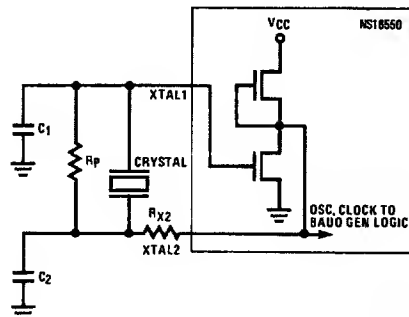 VCC
NS16550
XTAL1
C1
RP
CRYSTAL
RX2
XTAL2
OSC, CLOCK TO
BAUD GEN LOGIC
C2